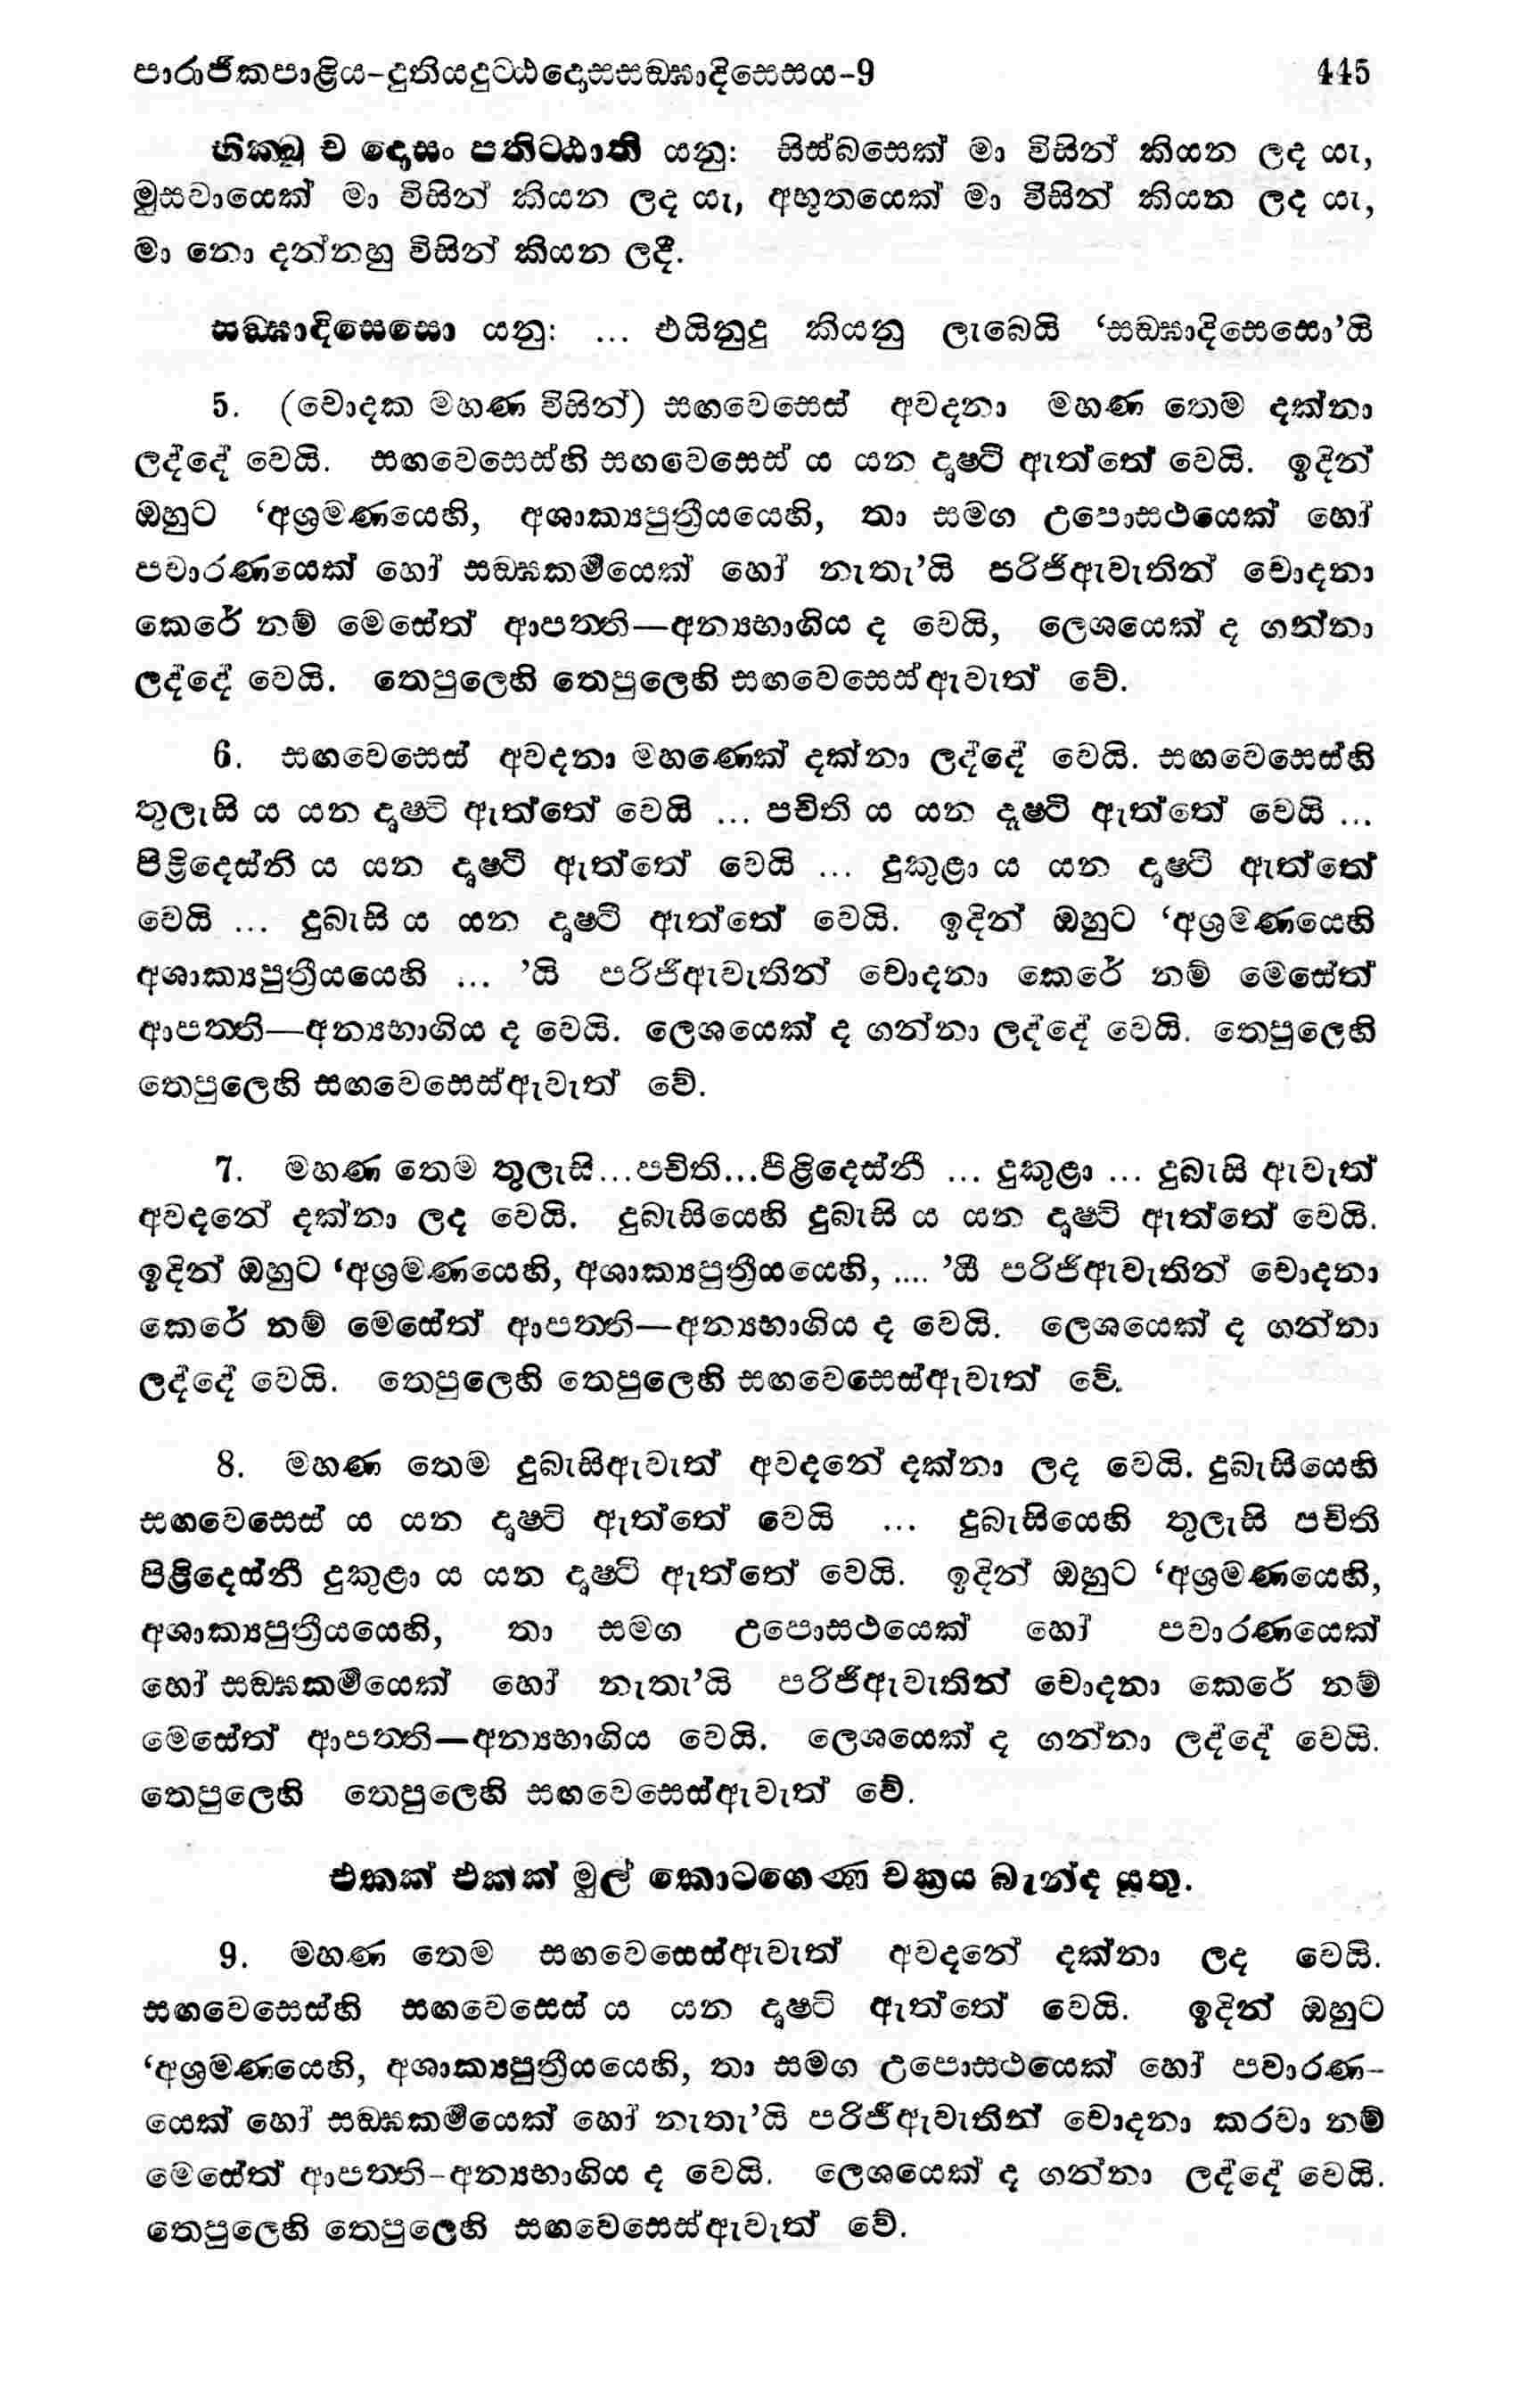 පාරාජිකපාළිය-දුතියදුට්ඨදොසසඞ්ඝාදිසෙසය-9 445
භික්ඛු ච දොසං පතිට්ඨාති යනු: සිස්බසෙක් මා විසින් කියන ලද යැ,
මුසවායෙක් මා විසින් කියන ලද යැ, අභූතයෙක් මා විසින් කියන ලද යැ,
මා නො දන්නහු විසින් කියන ලදී.
සඞ්ඝාදිසෙසො යනු: ... එයිනුදු කියනු ලැබෙයි ‘සඞ්ඝාදිසෙසො’යි
5. (චොදක මහණ විසින්) සඟවෙසෙස් අවදනා මහණ තෙම දක්නා
ලද්දේ වෙයි. සඟවෙසෙස්හි සඟවෙසෙස් ය යන දෘෂ්ටි ඇත්තේ වෙයි. ඉදින්
ඔහුට ‘අශ්‍රමණයෙහි, අශාක්‍යපුත්‍රීයයෙහි, තා සමග උපොසථයෙක් හෝ
පවාරණයෙක් හෝ සඞ්ඝකර්මයෙක් හෝ නැතැ’යි පරිජිඇවැතින් චොදනා
කෙරේ නම් මෙසේත් ආපත්ති—අන්‍යභාගිය ද වෙයි, ලෙශයෙක් ද ගන්නා
ලද්දේ වෙයි. තෙපුලෙහි තෙපුලෙහි සඟවෙසෙස්ඇවැත් වේ.
6. සඟවෙසෙස් අවදනා මහණෙක් දක්නා ලද්දේ වෙයි. සඟවෙසෙස්හි
තුලැසි ය යන දෘෂ්ටි ඇත්තේ වෙයි ... පචිති ය යන දෘෂ්ටි ඇත්තේ වෙයි ...
පිළිදෙස්නී ය යන දෘෂ්ටි ඇත්තේ වෙයි ... දුකුළා ය යන දෘෂ්ටි ඇත්තේ
වෙයි ... දුබැසි ය යන දෘෂ්ටි ඇත්තේ වෙයි. ඉදින් ඔහුට ‘අශ්‍රමණයෙහි
අශාක්‍යපුත්‍රීයයෙහි ... ’යි පරිජිඇවැතින් චොදනා කෙරේ නම් මෙසේත්
ආපත්ති—අන්‍යභාගිය ද වෙයි. ලෙශයෙක් ද ගන්නා ලද්දේ වෙයි. තෙපුලෙහි
තෙපුලෙහි සඟවෙසෙස්ඇවැත් වේ.
7. මහණ තෙම තුලැසි...පචිති...පිළිදෙස්නී ... දුකුළා ... දුබැසි ඇවැත්
අවදනේ දක්නා ලද වෙයි. දුබැසියෙහි දුබැසි ය යන දෘෂ්ටි ඇත්තේ වෙයි.
ඉදින් ඔහුට ‘අශ්‍රමණයෙහි, අශාක්‍යපුත්‍රීයයෙහි, .... ’යී පරිජිඇවැතින් චොදනා
කෙරේ නම් මෙසේත් ආපත්ති—අන්‍යභාගිය ද වෙයි. ලෙශයෙක් ද ගන්නා
ලද්දේ වෙයි. තෙපුලෙහි තෙපුලෙහි සඟවෙසෙස්ඇවැත් වේ.
8. මහණ තෙම දුබැසිඇවැත් අවදනේ දක්නා ලද වෙයි. දුබැසියෙහි
සඟවෙසෙස් ය යන දෘෂ්ටි ඇත්තේ වෙයි ... දුබැසියෙහි තුලැසි පචිති
පිළිදෙස්නී දුකුළා ය යන දෘෂ්ටි ඇත්තේ වෙයි. ඉදින් ඔහුට ‘අශ්‍රමණයෙහි,
අශාක්‍යපුත්‍රීයයෙහි, තා සමග උපොසථයෙක් හෝ පවාරණයෙක්
හෝ සඞ්ඝකර්මයෙක් හෝ නැතැ’යි පරිජිඇවැතින් චොදනා කෙරේ නම්
මෙසේත් ආපත්ති—අන්‍යභාගිය වෙයි. ලෙශයෙක් ද ගන්නා ලද්දේ වෙයි.
තෙපුලෙහි තෙපුලෙහි සඟවෙසෙස්ඇවැත් වේ.
එකක් එකක් මුල් කොටගෙණ චක්‍රය බැන්ද යුතු.
9. මහණ තෙම සඟවෙසෙස්ඇවැත් අවදනේ දක්නා ලද වෙයි.
සඟවෙසෙස්හි සඟවෙසෙස් ය යන දෘෂ්ටි ඇත්තේ වෙයි. ඉදින් ඔහුට
‘අශ්‍රමණයෙහි, අශාක්‍යපුත්‍රීයයෙහි, තා සමග උපොසථයෙක් හෝ පවාරණ-
යෙක් හෝ සඞ්ඝකර්මයෙක් හෝ නැතැ’යි පරිජිඇවැතින් චොදනා කරවා නම්
මෙසේත් ආපත්ති-අන්‍යභාගිය ද වෙයි. ලෙශයෙක් ද ගන්නා ලද්දේ වෙයි.
තෙපුලෙහි තෙපුලෙහි සඟවෙසෙස්ඇවැත් වේ.